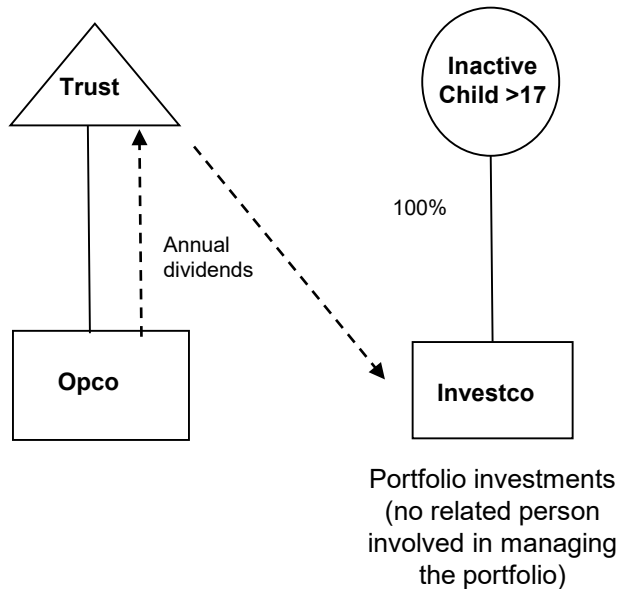 Trust
Inactive
Child >17
100%
Annual
dividends
Opco
Investco
Portfolio investments
(no related person
involved in managing
the portfolio)